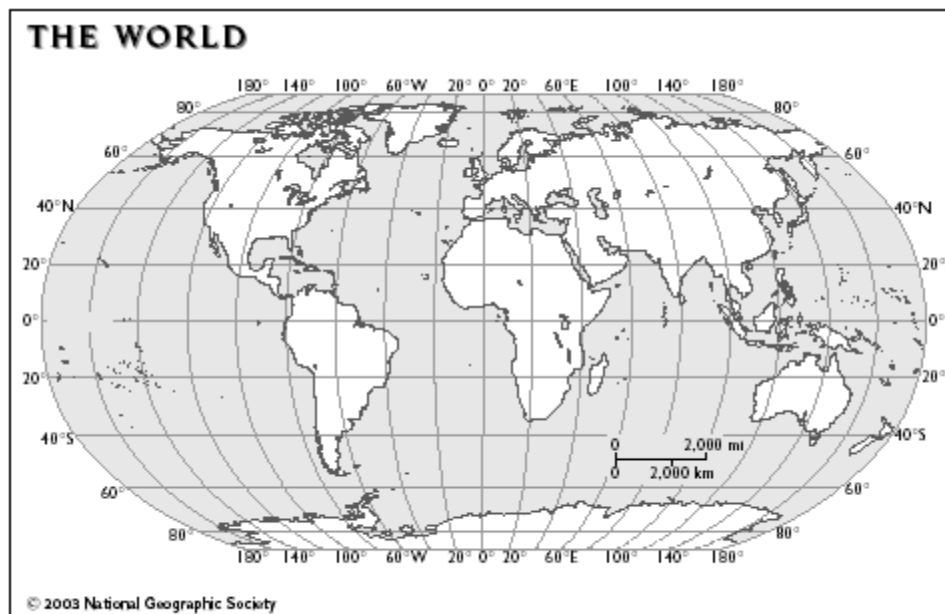 THE WORLD
180° 140° 100° 60°W 20° 0° 20° 60°E 100° 140° 180°
80° 80°
60° 60°
40°N 40°N
20° 20°
0° 0°
20° 20°
40°S 40°S
0 2,000 mi
0 2,000 km
60° 60°
80° 80°
180° 140° 100° 60°W 20° 0° 20° 60°E 100° 140° 180°
© 2003 National Geographic Society